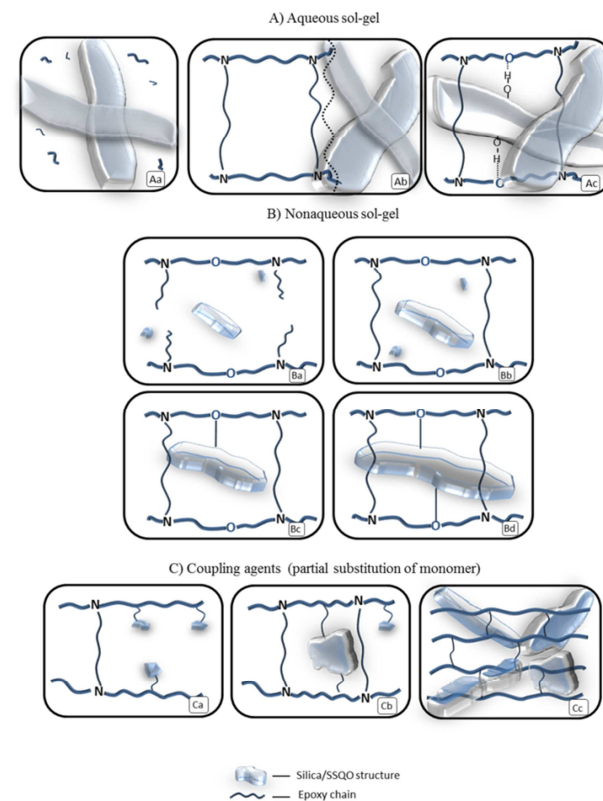 A) Aqueous sol-gel
N N
N N
Aa
Ab
O
H
O
N N
O
H
N O N
Ac
B) Nonaqueous sol-gel
N O N
N O N
Ba
N O N
N O N
Bb
N O N
N O N
Bc
N O N
N O N
Bd
C) Coupling agents (partial substitution of monomer)
N
N
Ca
N N
N N
Cb
Cc
Silica/SSQO structure
Epoxy chain